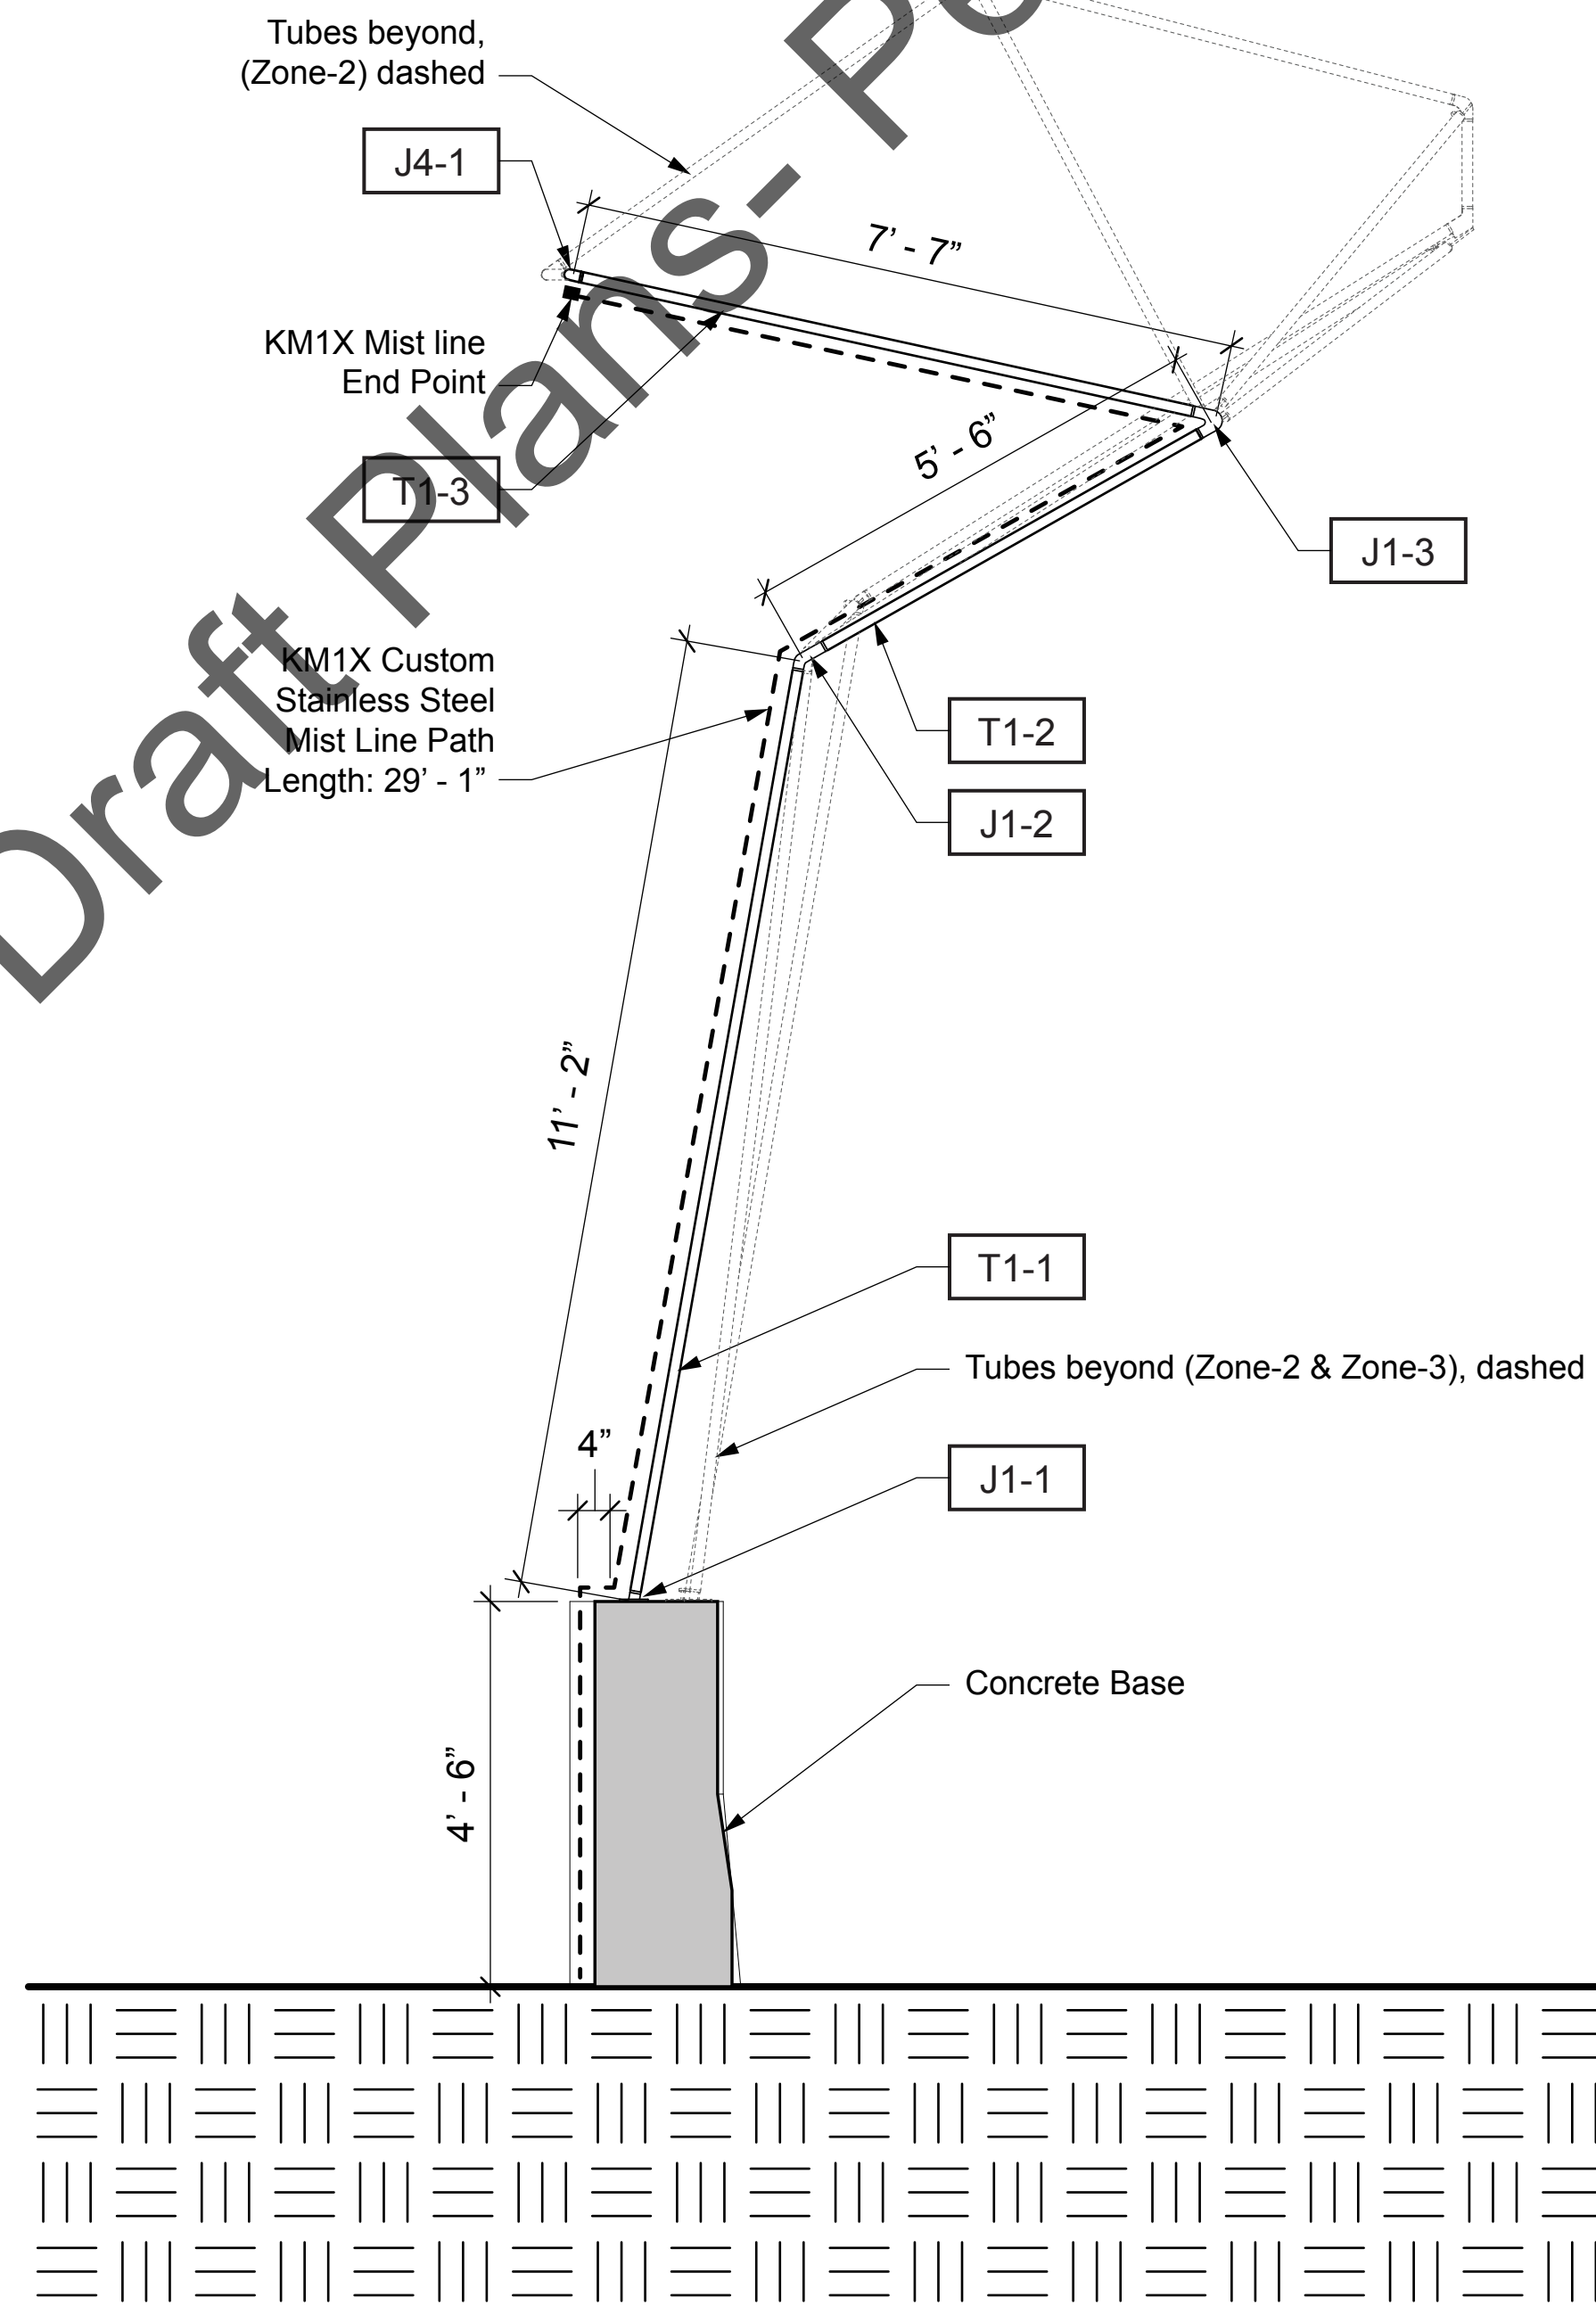 Tubes beyond,
(Zone-2) dashed
J4-1
7’ - 7”
KM1X Mist line
End Point
5’ - 6”
T1-3
J1-3
KM1X Custom
Stainless Steel
Mist Line Path
Length: 29’ - 1”
T1-2
J1-2
11’ - 2”
T1-1
Tubes beyond (Zone-2 & Zone-3), dashed
4”
J1-1
Concrete Base
4’ - 6”
Draft Plans- Pe